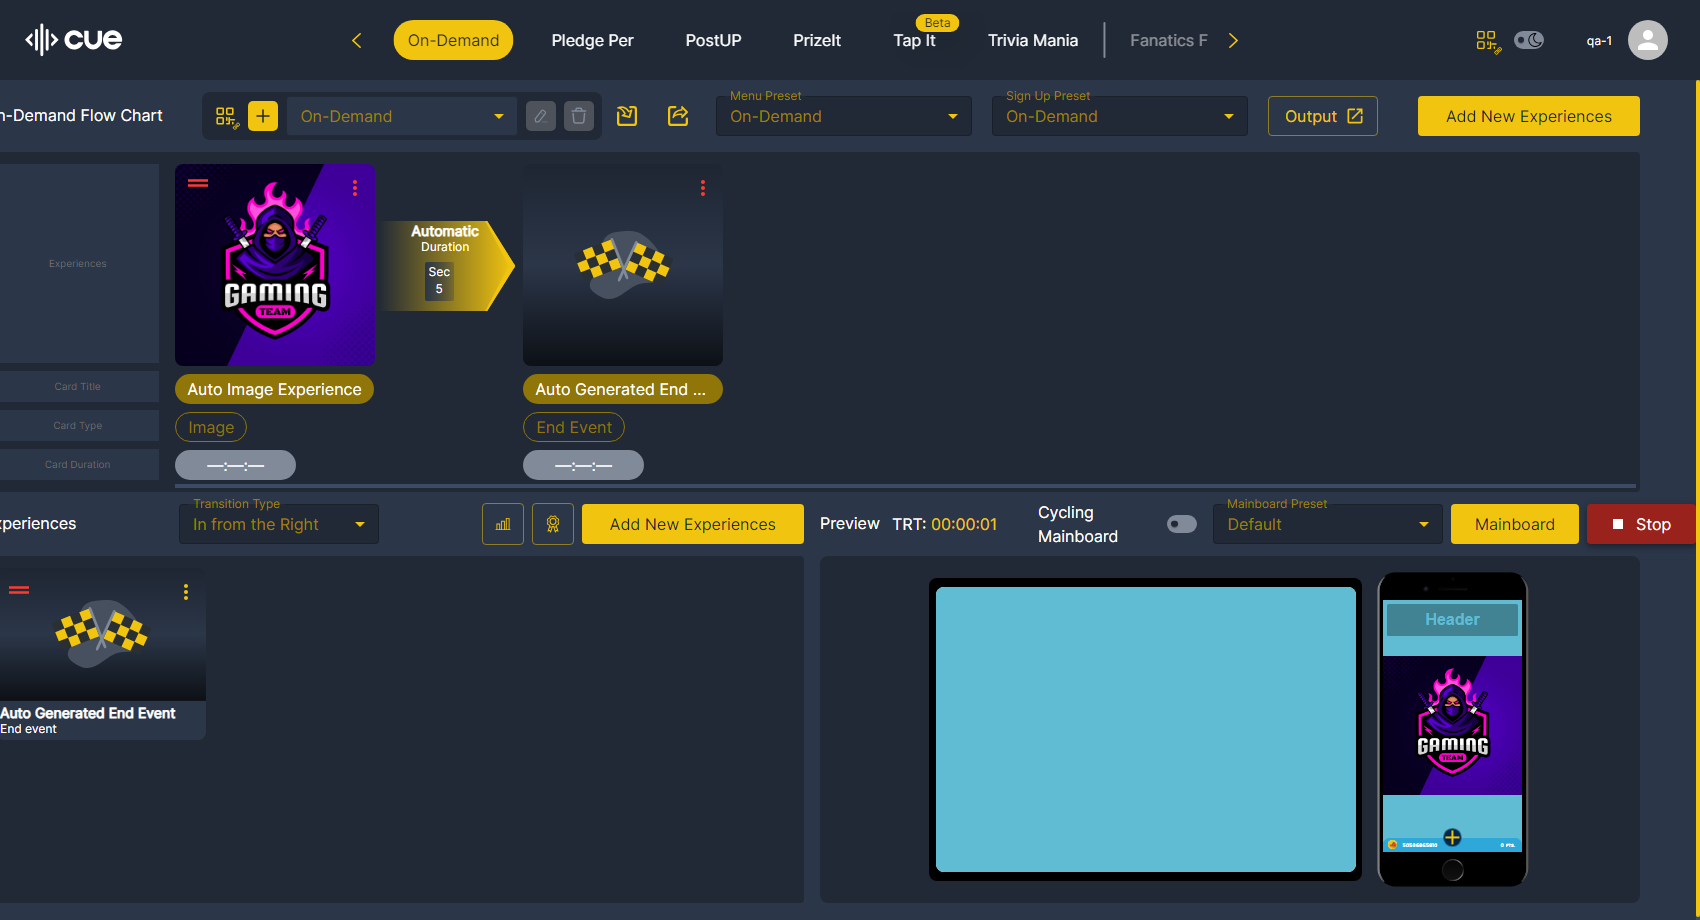 cue
On-Demand
Pledge Per
PostUP
PrizeIt
Tap It
Beta
Trivia Mania
Fanatics F
qa-1
n-Demand Flow Chart
On-Demand
Menu Preset
On-Demand
Sign Up Preset
On-Demand
Output
Add New Experiences
Experiences
GAMING
TEAM
Automatic
Duration
Sec
5
Card Title
Auto Image Experience
Auto Generated End ...
Card Type
Image
End Event
Card Duration
—:—:—
—:—:—
xperiences
Transition Type
In from the Right
Add New Experiences
Preview
TRT: 00:00:01
Cycling
Mainboard
Mainboard Preset
Default
Mainboard
Stop
Auto Generated End Event
End event
Header
GAMING
TEAM
0 PTS.